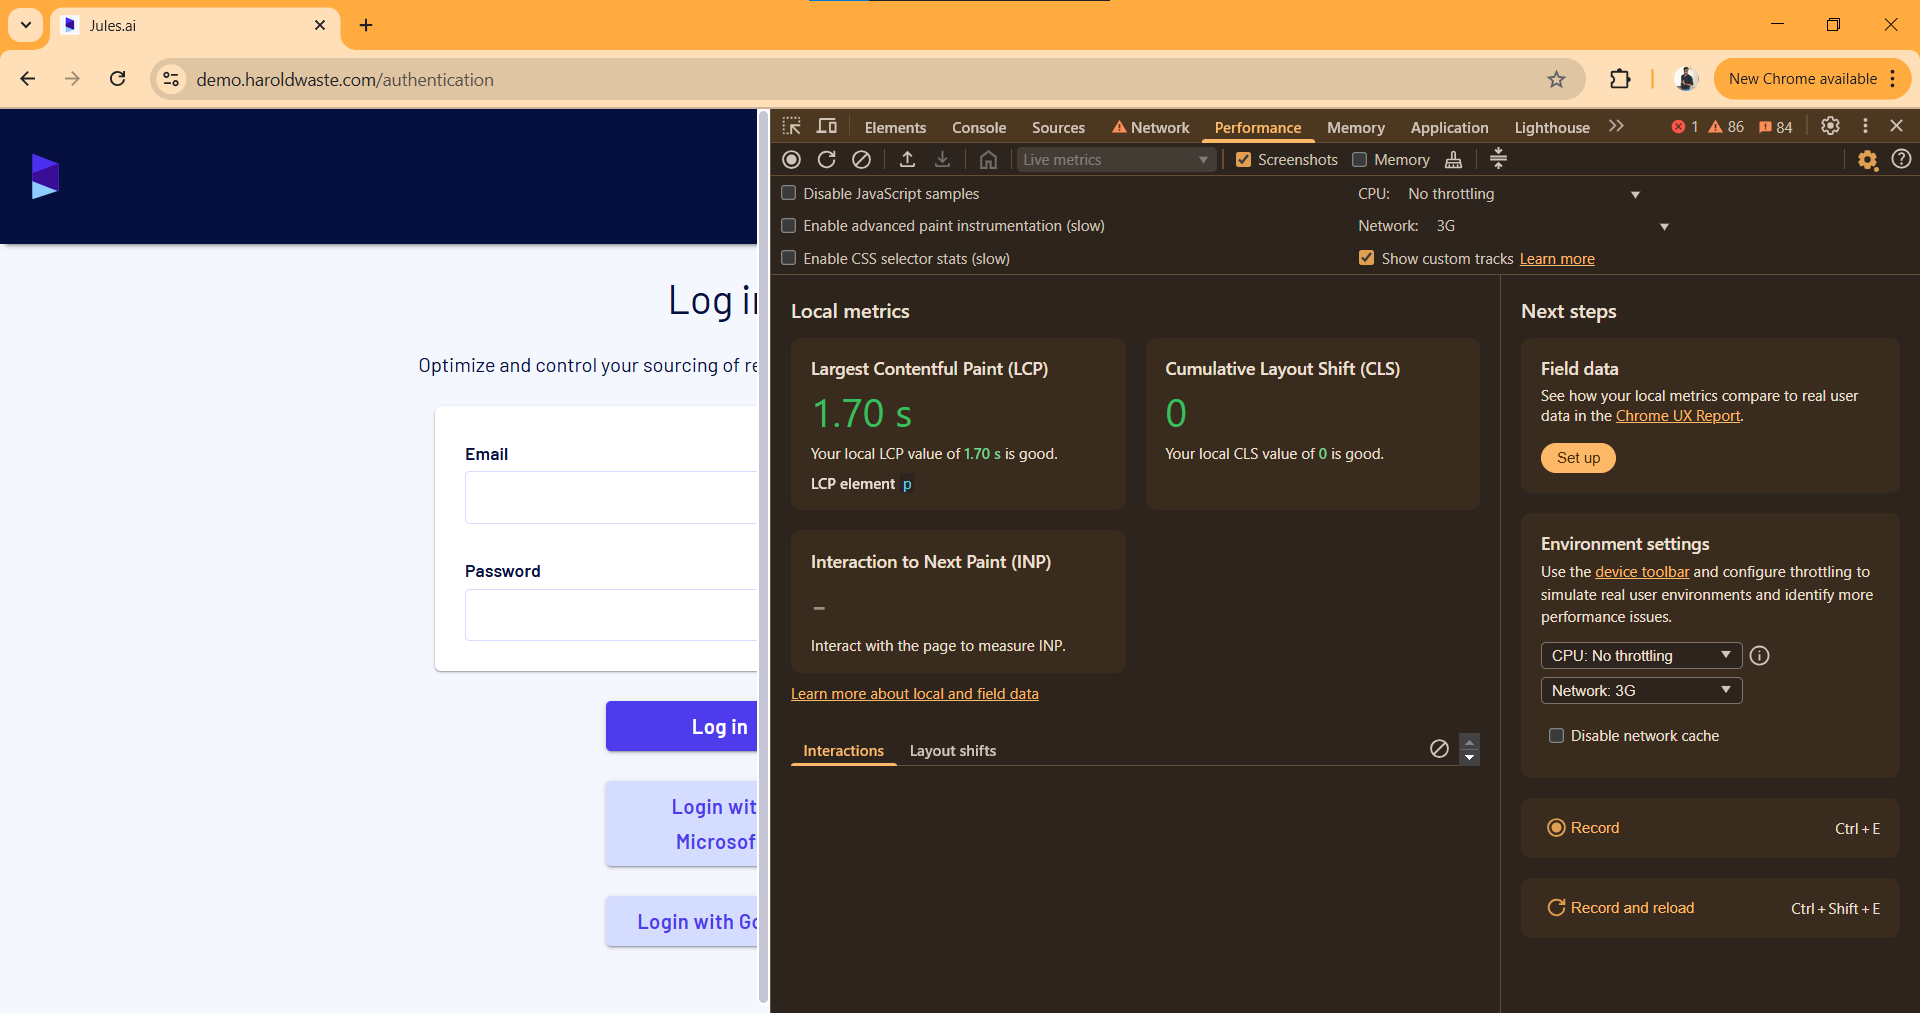 Jules.ai
demo.haroldwaste.com/authentication
New Chrome available
Log in
Optimize and control your sourcing of
Email
Password
Log in
Login
Login with
Elements Console Sources Network Performance Memory Application Lighthouse 1 86 84
Live metrics Screenshots Memory
Disable JavaScript samples CPU: No throttling
Enable advanced paint instrumentation (slow) Network: 3G
Enable CSS selector stats (slow) Show custom tracks Learn more
Local metrics
Largest Contentful Paint (LCP)
1.70 s
Your local LCP value of 1.70 s is good.
LCP element p
Cumulative Layout Shift (CLS)
0
Your local CLS value of 0 is good.
Interaction to Next Paint (INP)
–
Interact with the page to measure INP.
Learn more about local and field data
Interactions Layout shifts
Next steps
Field data
See how your local metrics compare to real user
data in the Chrome UX Report.
Set up
Environment settings
Use the device toolbar and configure throttling to
simulate real user environments and identify more
performance issues.
CPU: No throttling
Network: 3G
Disable network cache
Record Ctrl + E
Record and reload Ctrl + Shift + E